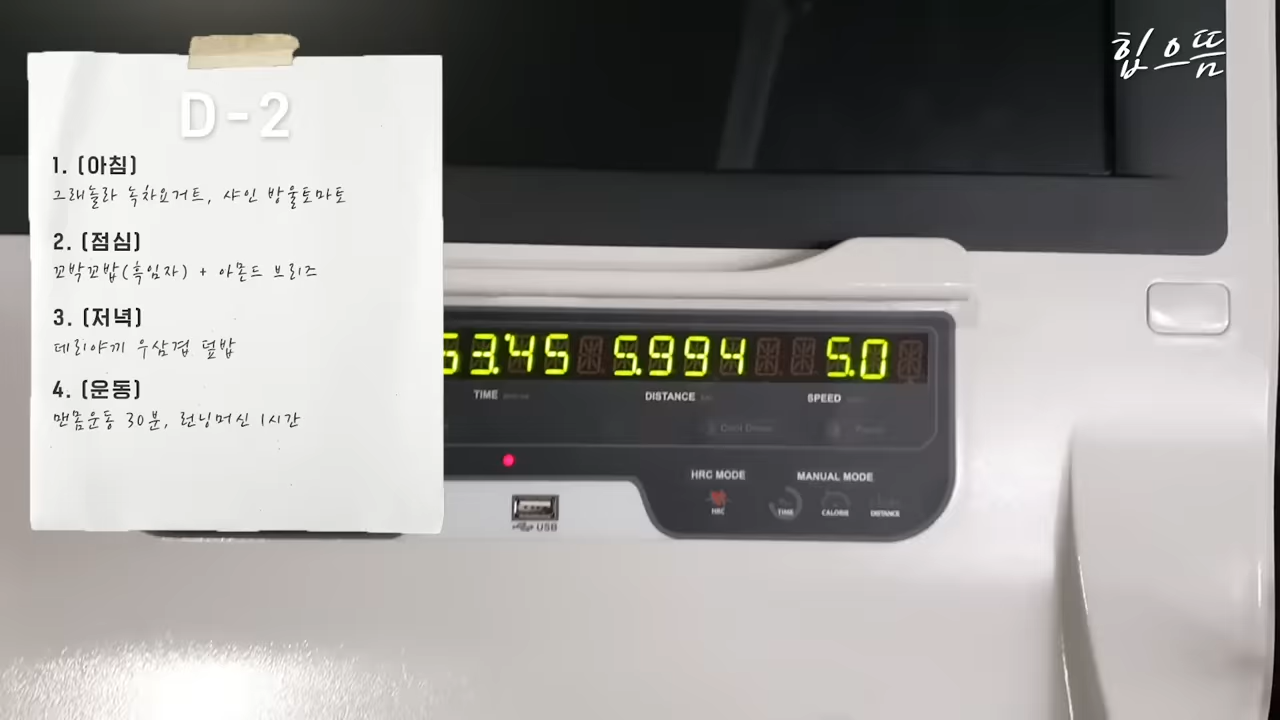 힙으뜸
D-2
1. (아침)
그래놀라 녹차요거트, 샤인 방울토마토
2. (점심)
꼬박꼬밥(흑임자) + 아몬드 브리즈
3. (저녁)
데리야끼 우삼겹 덮밥
4. (운동)
맨몸운동 30분, 런닝머신 1시간
53:45 5.994 5.0
TIME DISTANCE SPEED
Cool Down
HRC MODE MANUAL MODE
HRC TIME CALORIE DISTANCE
USB